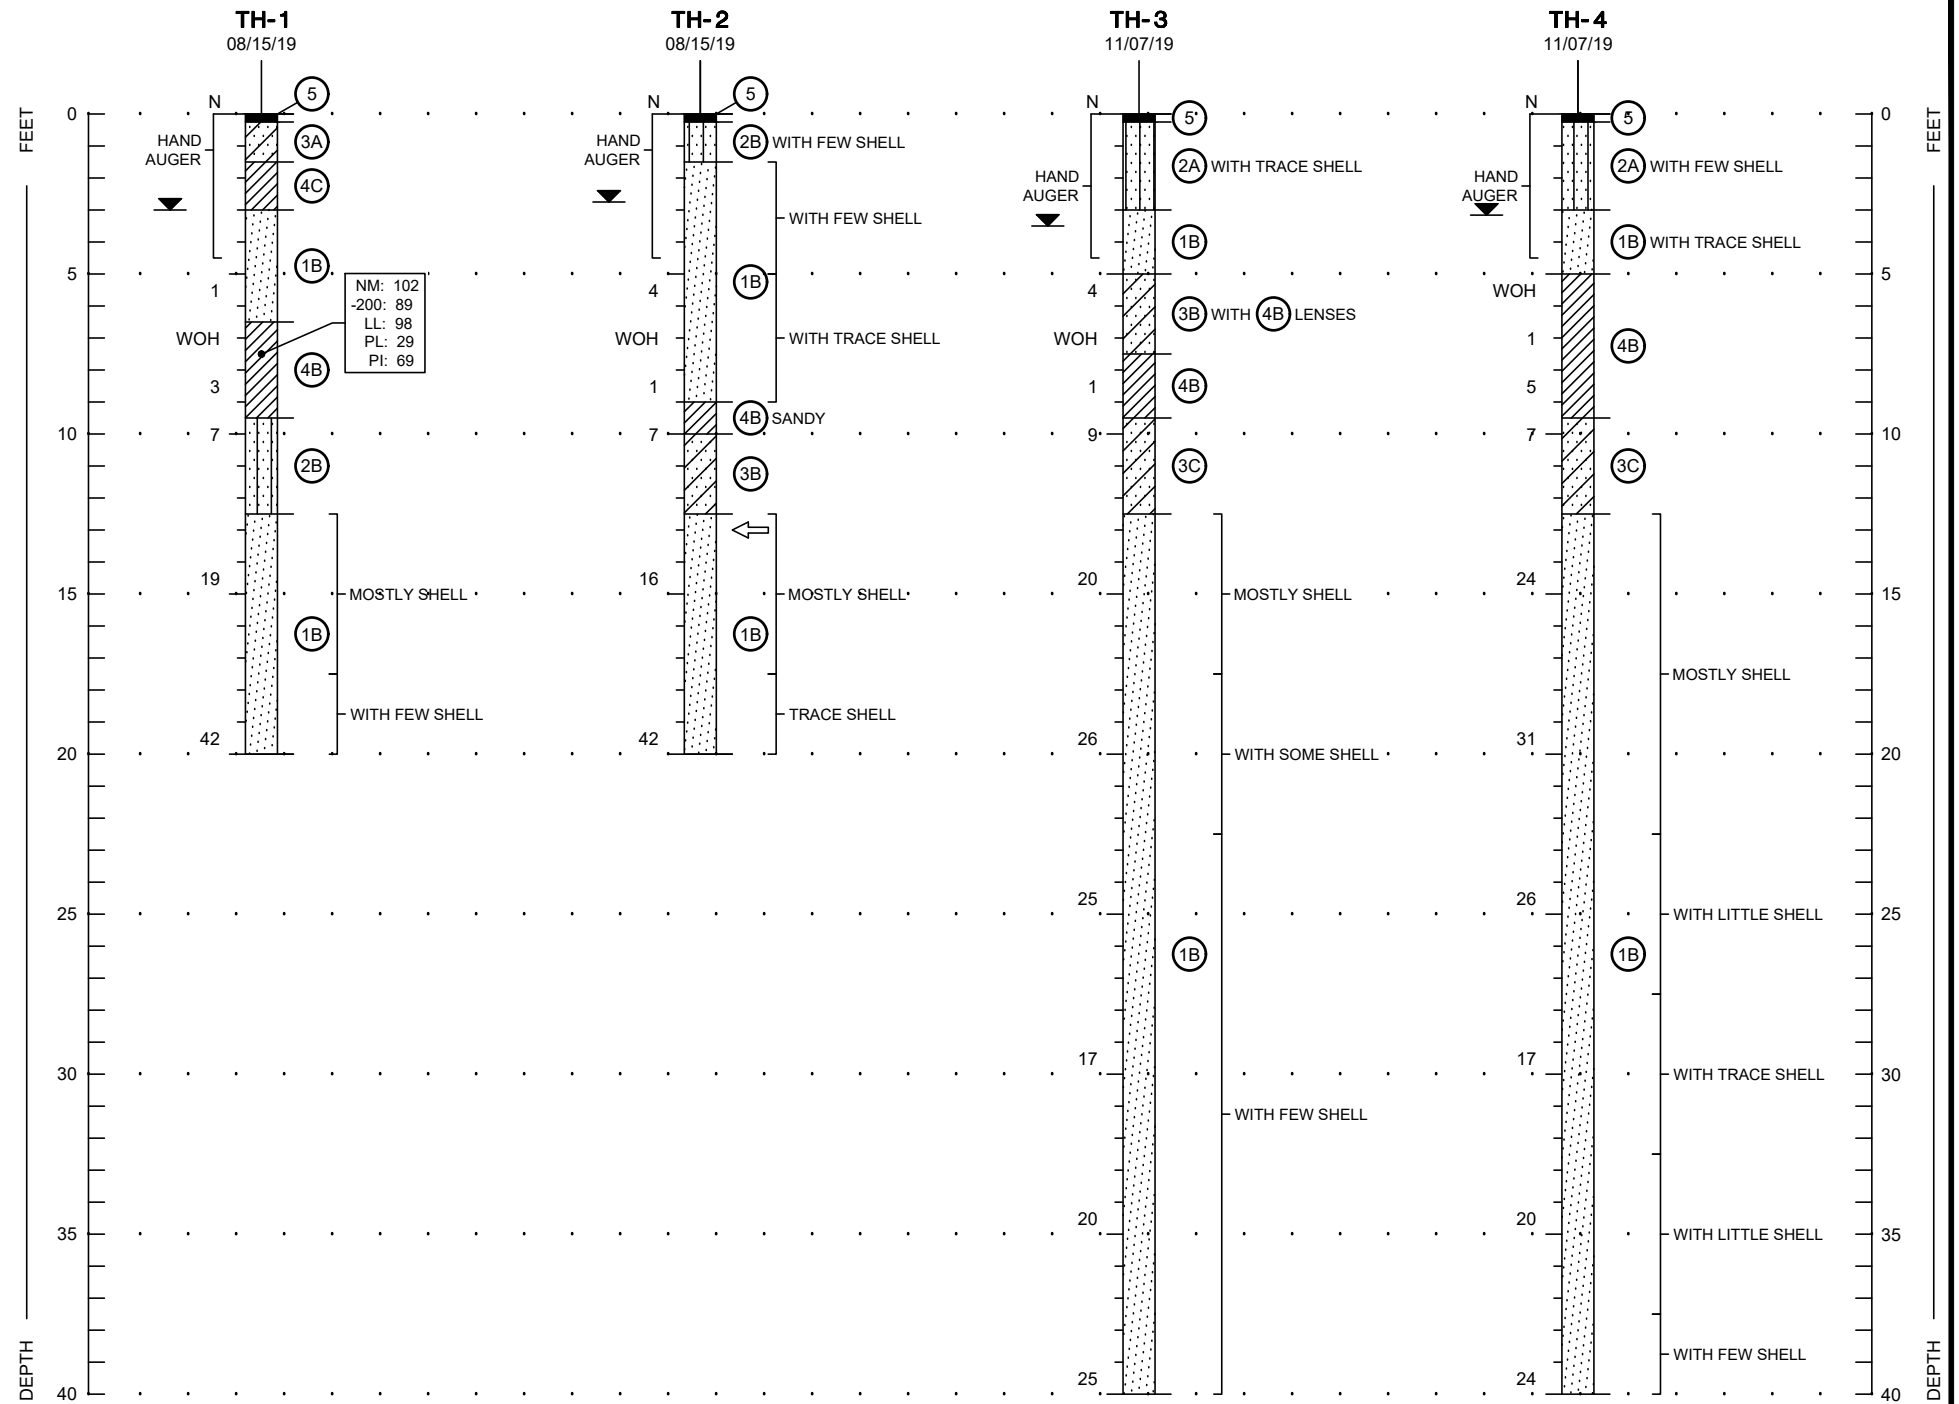 TH-1
08/15/19
TH-2
08/15/19
TH-3
11/07/19
TH-4
11/07/19
FEET
DEPTH
0
5
10
15
20
25
30
35
40
N
HAND
AUGER
1
WOH
3
7
19
42
5
3A
4C
1B
NM: 102
-200: 89
LL: 98
PL: 29
PI: 69
4B
2B
MOSTLY SHELL
1B
WITH FEW SHELL
N
HAND
AUGER
4
WOH
1
7
16
42
5
2B WITH FEW SHELL
WITH FEW SHELL
1B
WITH TRACE SHELL
4B SANDY
3B
MOSTLY SHELL
1B
TRACE SHELL
N
HAND
AUGER
4
WOH
1
9
20
26
25
17
20
25
5
2A WITH TRACE SHELL
1B
3B WITH 4B LENSES
4B
3C
MOSTLY SHELL
WITH SOME SHELL
1B
WITH FEW SHELL
N
HAND
AUGER
WOH
1
5
7
24
31
26
17
20
24
5
2A WITH FEW SHELL
1B WITH TRACE SHELL
4B
3C
MOSTLY SHELL
WITH LITTLE SHELL
1B
WITH TRACE SHELL
WITH LITTLE SHELL
WITH FEW SHELL
0
5
10
15
20
25
30
35
40
FEET
DEPTH